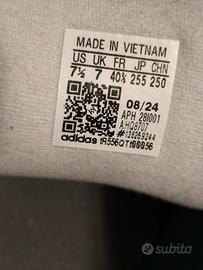 MADE IN VIETNAM
US UK FR JP CHN
7½ 7 40⅔ 255 250
08/24
APH 28I001
adidas
subito